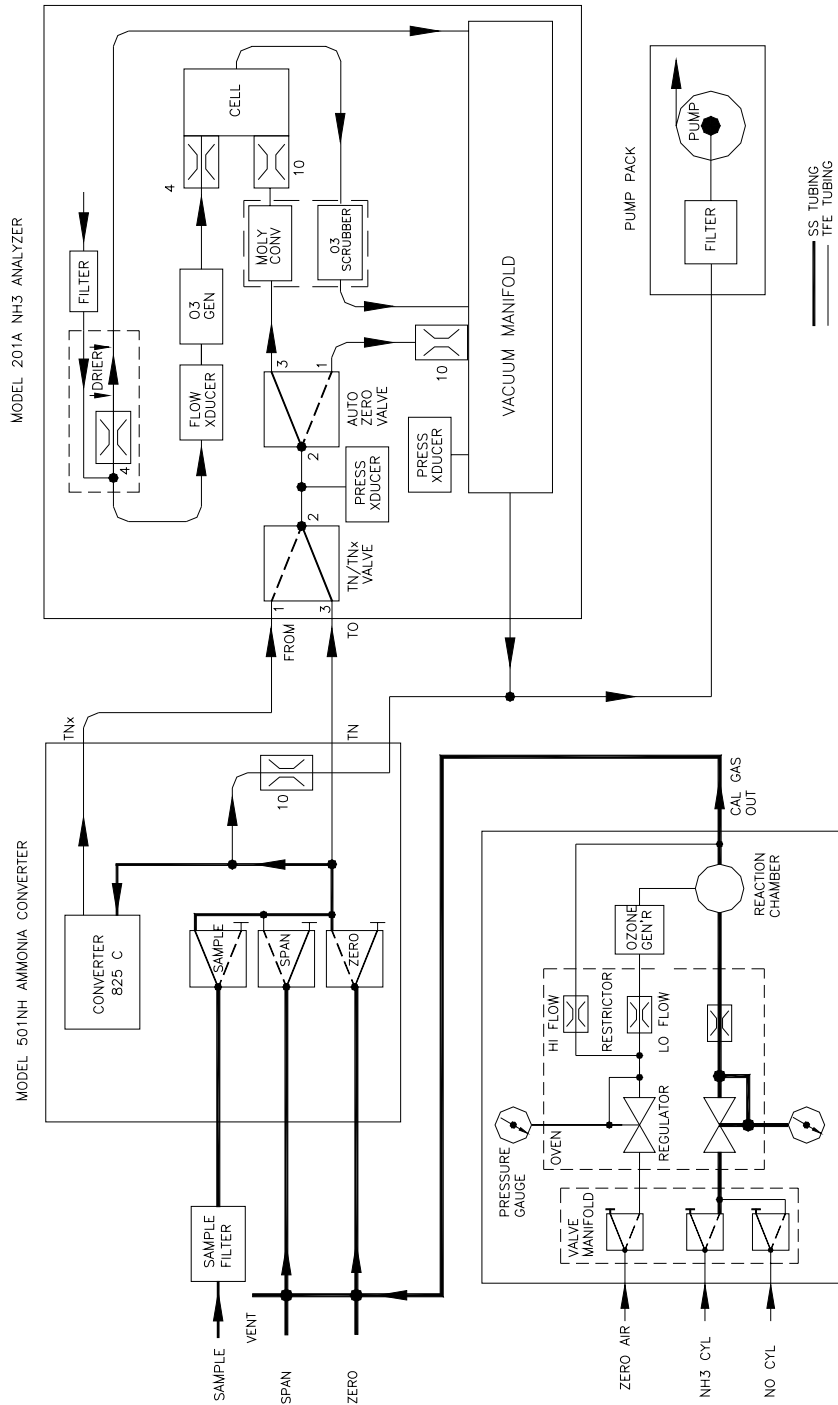 MODEL 501NH AMMONIA CONVERTER
CONVERTER
825 C
TNx
SAMPLE
SPAN
ZERO
10
TN
SAMPLE
FILTER
SAMPLE
VENT
SPAN
ZERO
MODEL 201A NH3 ANALYZER
FILTER
DRIER
4
FLOW
XDUCER
O3
GEN
4
CELL
10
MOLY
CONV
O3
SCRUBBER
FROM
TO
1
3
2
TN/TNx
VALVE
PRESS
XDUCER
2
3
1
AUTO
ZERO
VALVE
10
PRESS
XDUCER
VACUUM MANIFOLD
PUMP PACK
FILTER
PUMP
SS TUBING
TFE TUBING
PRESSURE
GAUGE
OVEN
HI FLOW
RESTRICTOR
LO FLOW
REGULATOR
OZONE
GEN'R
REACTION
CHAMBER
CAL GAS
OUT
VALVE
MANIFOLD
ZERO AIR
NH3 CYL
NO CYL